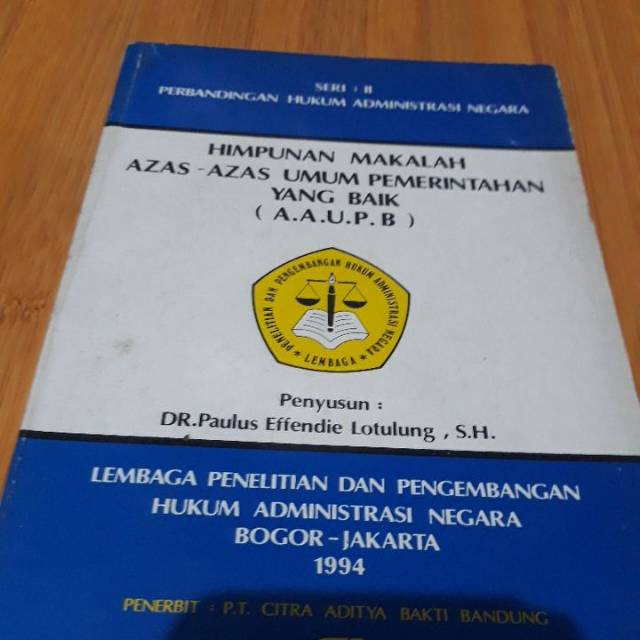 SERI : II
PERBANDINGAN HUKUM ADMINISTRASI NEGARA
HIMPUNAN MAKALAH
AZAS-AZAS UMUM PEMERINTAHAN
YANG BAIK
( A.A.U.P.B )
PENELITIAN DAN PENGEMBANGAN HUKUM ADMINISTRASI NEGARA
★ LEMBAGA ★
Penyusun :
DR.Paulus Effendie Lotulung , S.H.
LEMBAGA PENELITIAN DAN PENGEMBANGAN
HUKUM ADMINISTRASI NEGARA
BOGOR-JAKARTA
1994
PENERBIT : P.T. CITRA ADITYA BAKTI BANDUNG